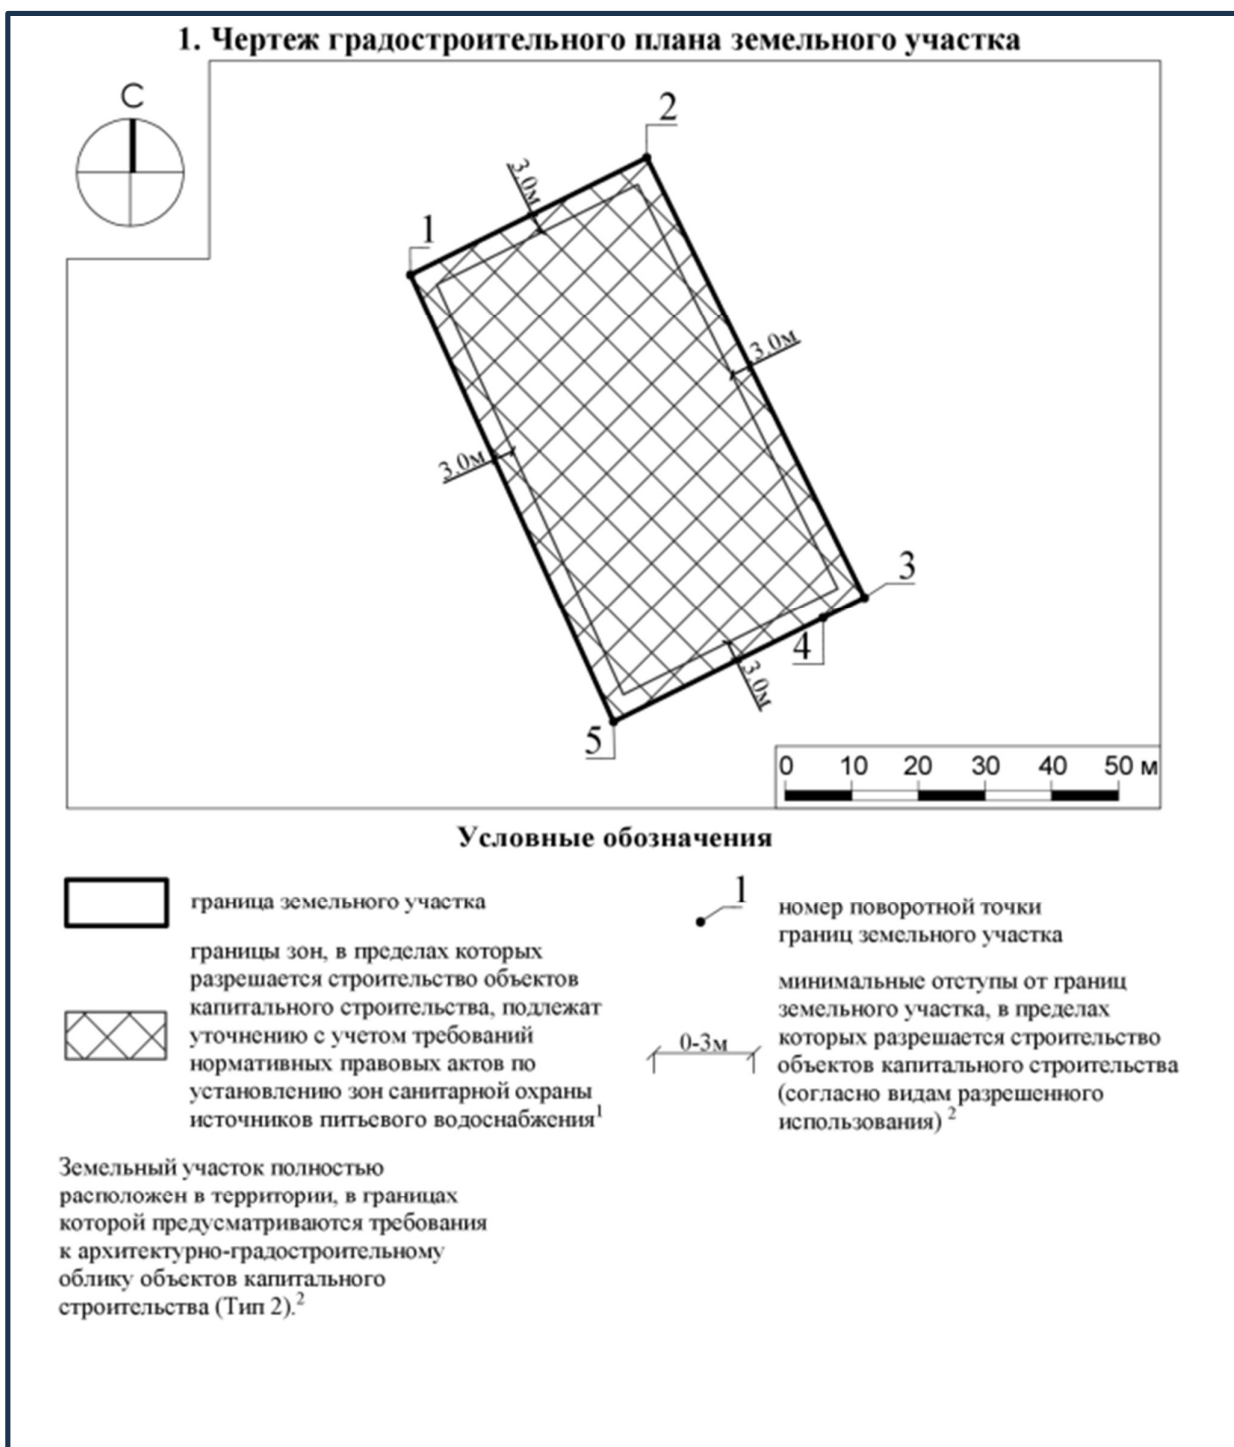 1. Чертеж градостроительного плана земельного участка
С
2
3.0м
1
3.0м
3.0м
3
4
3.0м
5
0 10 20 30 40 50 м
Условные обозначения
граница земельного участка
границы зон, в пределах которых
разрешается строительство объектов
капитального строительства, подлежат
уточнению с учетом требований
нормативных правовых актов по
установлению зон санитарной охраны
источников питьевого водоснабжения¹
Земельный участок полностью
расположен в территории, в границах
которой предусматриваются требования
к архитектурно-градостроительному
облику объектов капитального
строительства (Тип 2).²
1
номер поворотной точки
границ земельного участка
0-3м
минимальные отступы от границ
земельного участка, в пределах
которых разрешается строительство
объектов капитального строительства
(согласно видам разрешенного
использования) ²